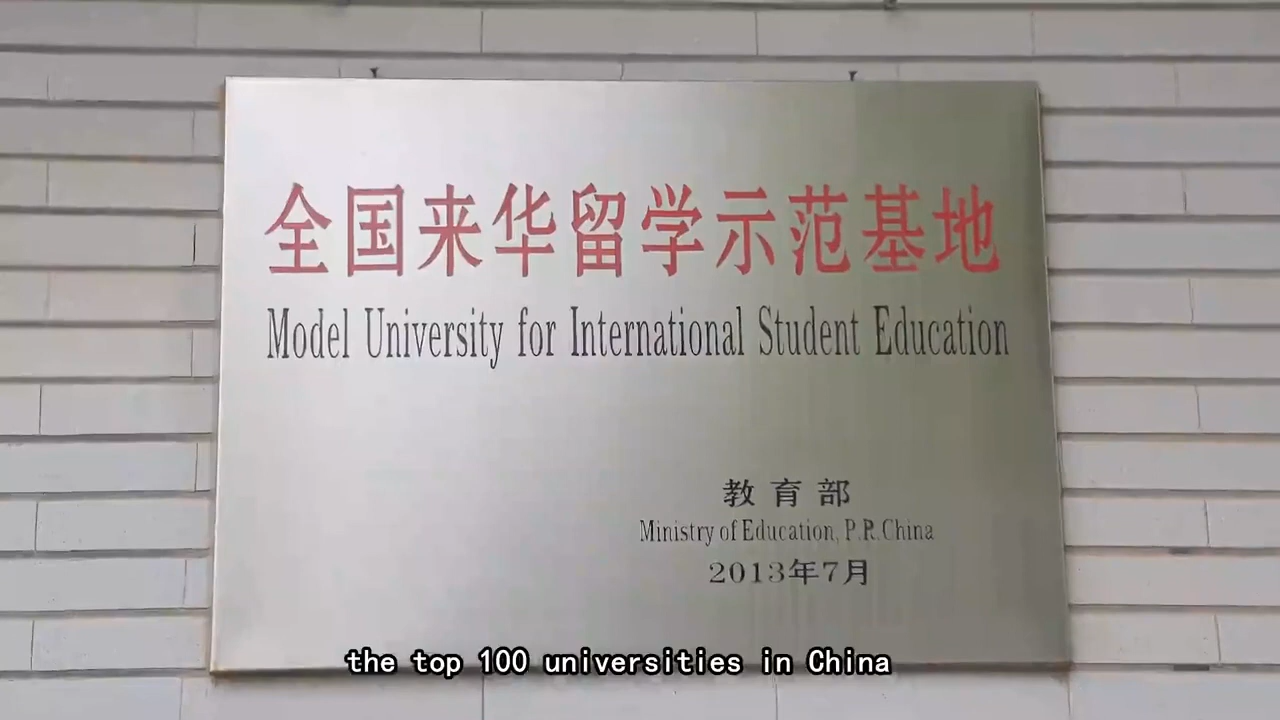 全国来华留学示范基地
Model University for International Student Education
教育部
Ministry of Education, P.R.China
2013年7月
the top 100 universities in China